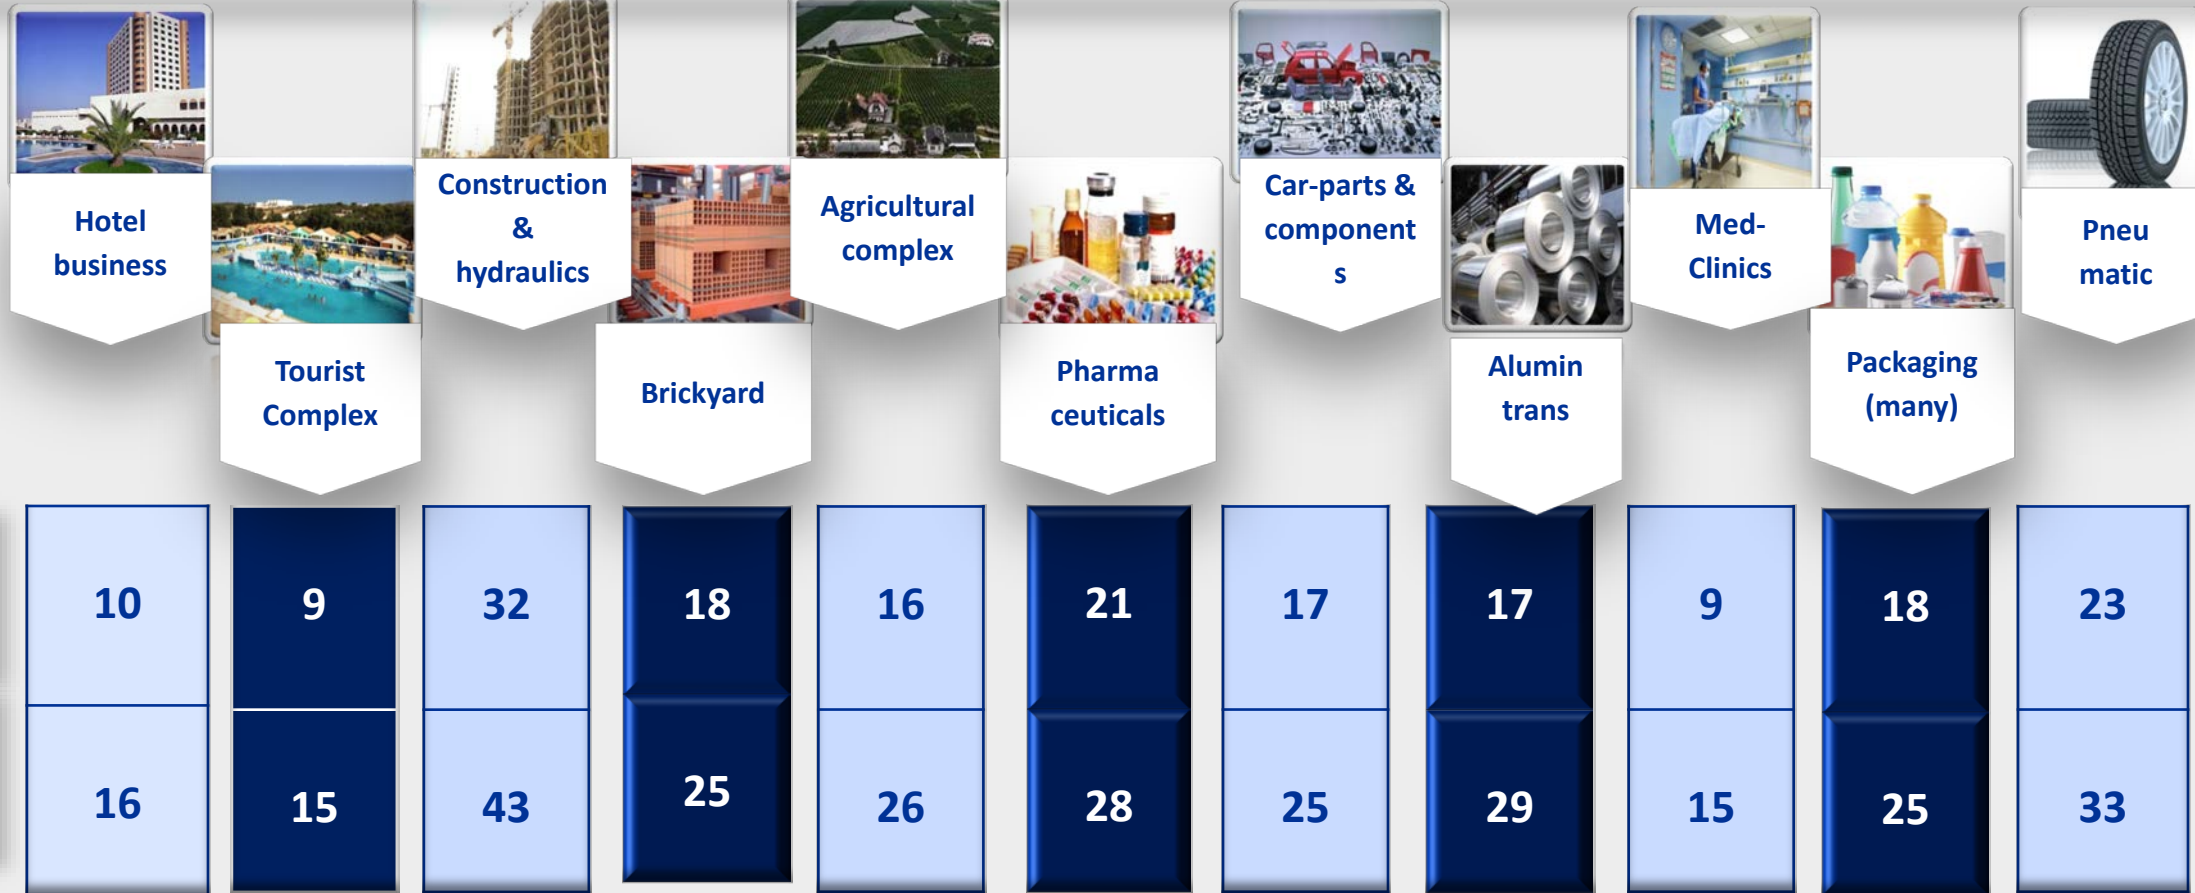 Hotel
business
Tourist
Complex
Construction
&
hydraulics
Brickyard
Agricultural
complex
Pharma
ceuticals
Car-parts &
component
s
Alumin
trans
Med-
Clinics
Packaging
(many)
Pneu
matic
10 9 32 18 16 21 17 17 9 18 23
16 15 43 25 26 28 25 29 15 25 33